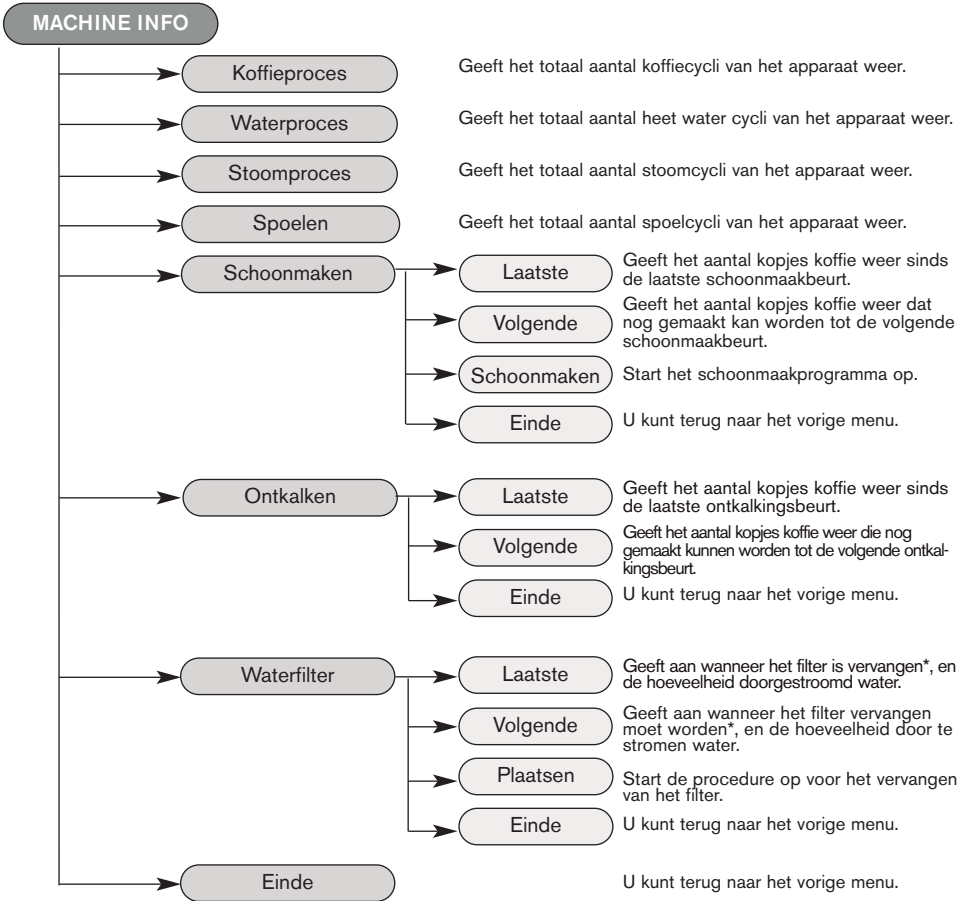 MACHINE INFO
Koffieproces
Geeft het totaal aantal koffiecycli van het apparaat weer.
Waterproces
Geeft het totaal aantal heet water cycli van het apparaat weer.
Stoomproces
Geeft het totaal aantal stoomcycli van het apparaat weer.
Spoelen
Geeft het totaal aantal spoelcycli van het apparaat weer.
Schoonmaken
Laatste
Geeft het aantal kopjes koffie weer sinds
de laatste schoonmaakbeurt.
Volgende
Geeft het aantal kopjes koffie weer dat
nog gemaakt kan worden tot de volgende
schoonmaakbeurt.
Schoonmaken
Start het schoonmaakprogramma op.
Einde
U kunt terug naar het vorige menu.
Ontkalken
Laatste
Geeft het aantal kopjes koffie weer sinds
de laatste ontkalkingsbeurt.
Volgende
Geeft het aantal kopjes koffie weer die nog
gemaakt kunnen worden tot de volgende ontkal-
kingsbeurt.
Einde
U kunt terug naar het vorige menu.
Waterfilter
Laatste
Geeft aan wanneer het filter is vervangen*, en
de hoeveelheid doorgestroomd water.
Volgende
Geeft aan wanneer het filter vervangen
moet worden*, en de hoeveelheid door te
stromen water.
Plaatsen
Start de procedure op voor het vervangen
van het filter.
Einde
U kunt terug naar het vorige menu.
Einde
U kunt terug naar het vorige menu.